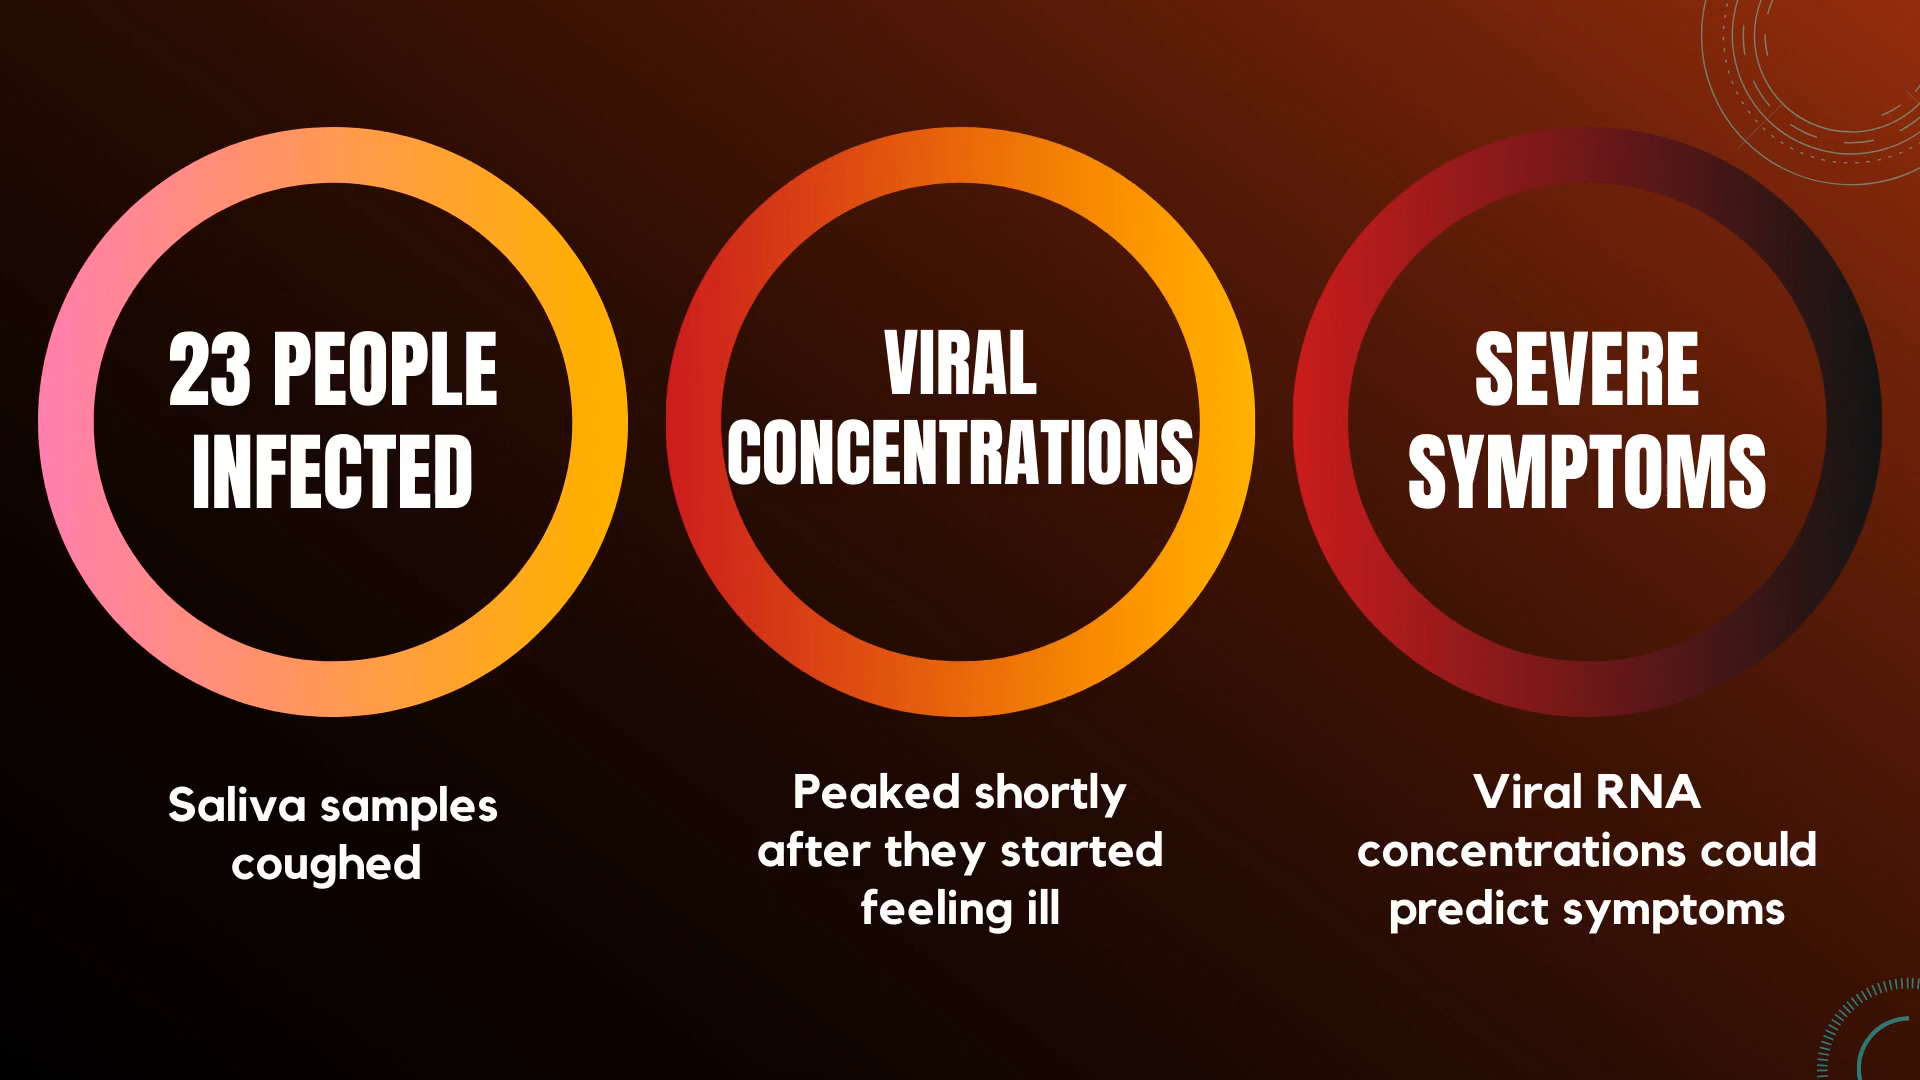 23 PEOPLE
INFECTED
Saliva samples
coughed
VIRAL
CONCENTRATIONS
Peaked shortly
after they started
feeling ill
SEVERE
SYMPTOMS
Viral RNA
concentrations could
predict symptoms